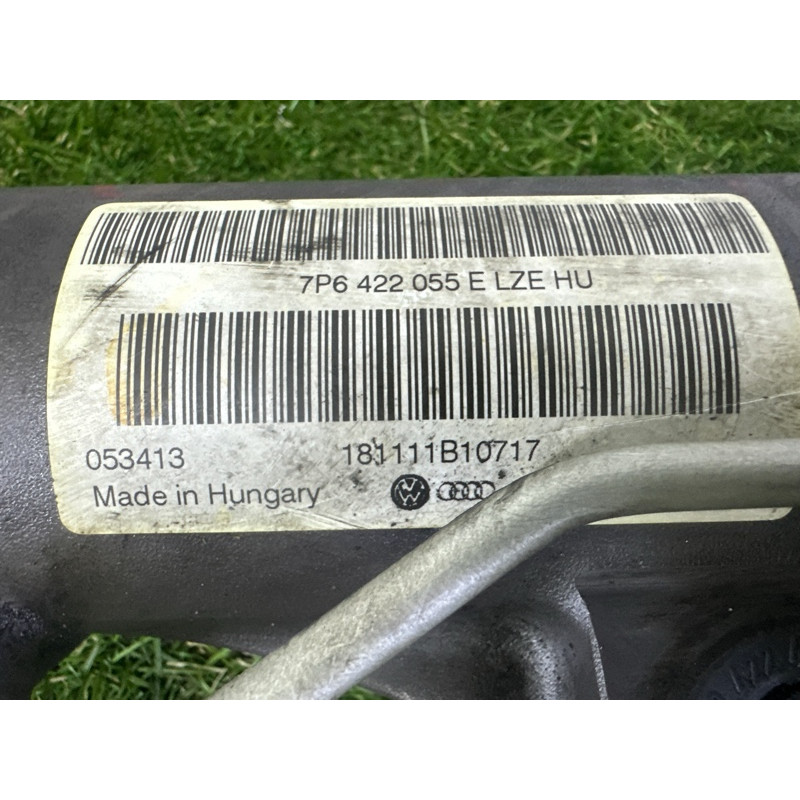 7P6 422 055 E LZE HU
053413
181111B10717
Made in Hungary